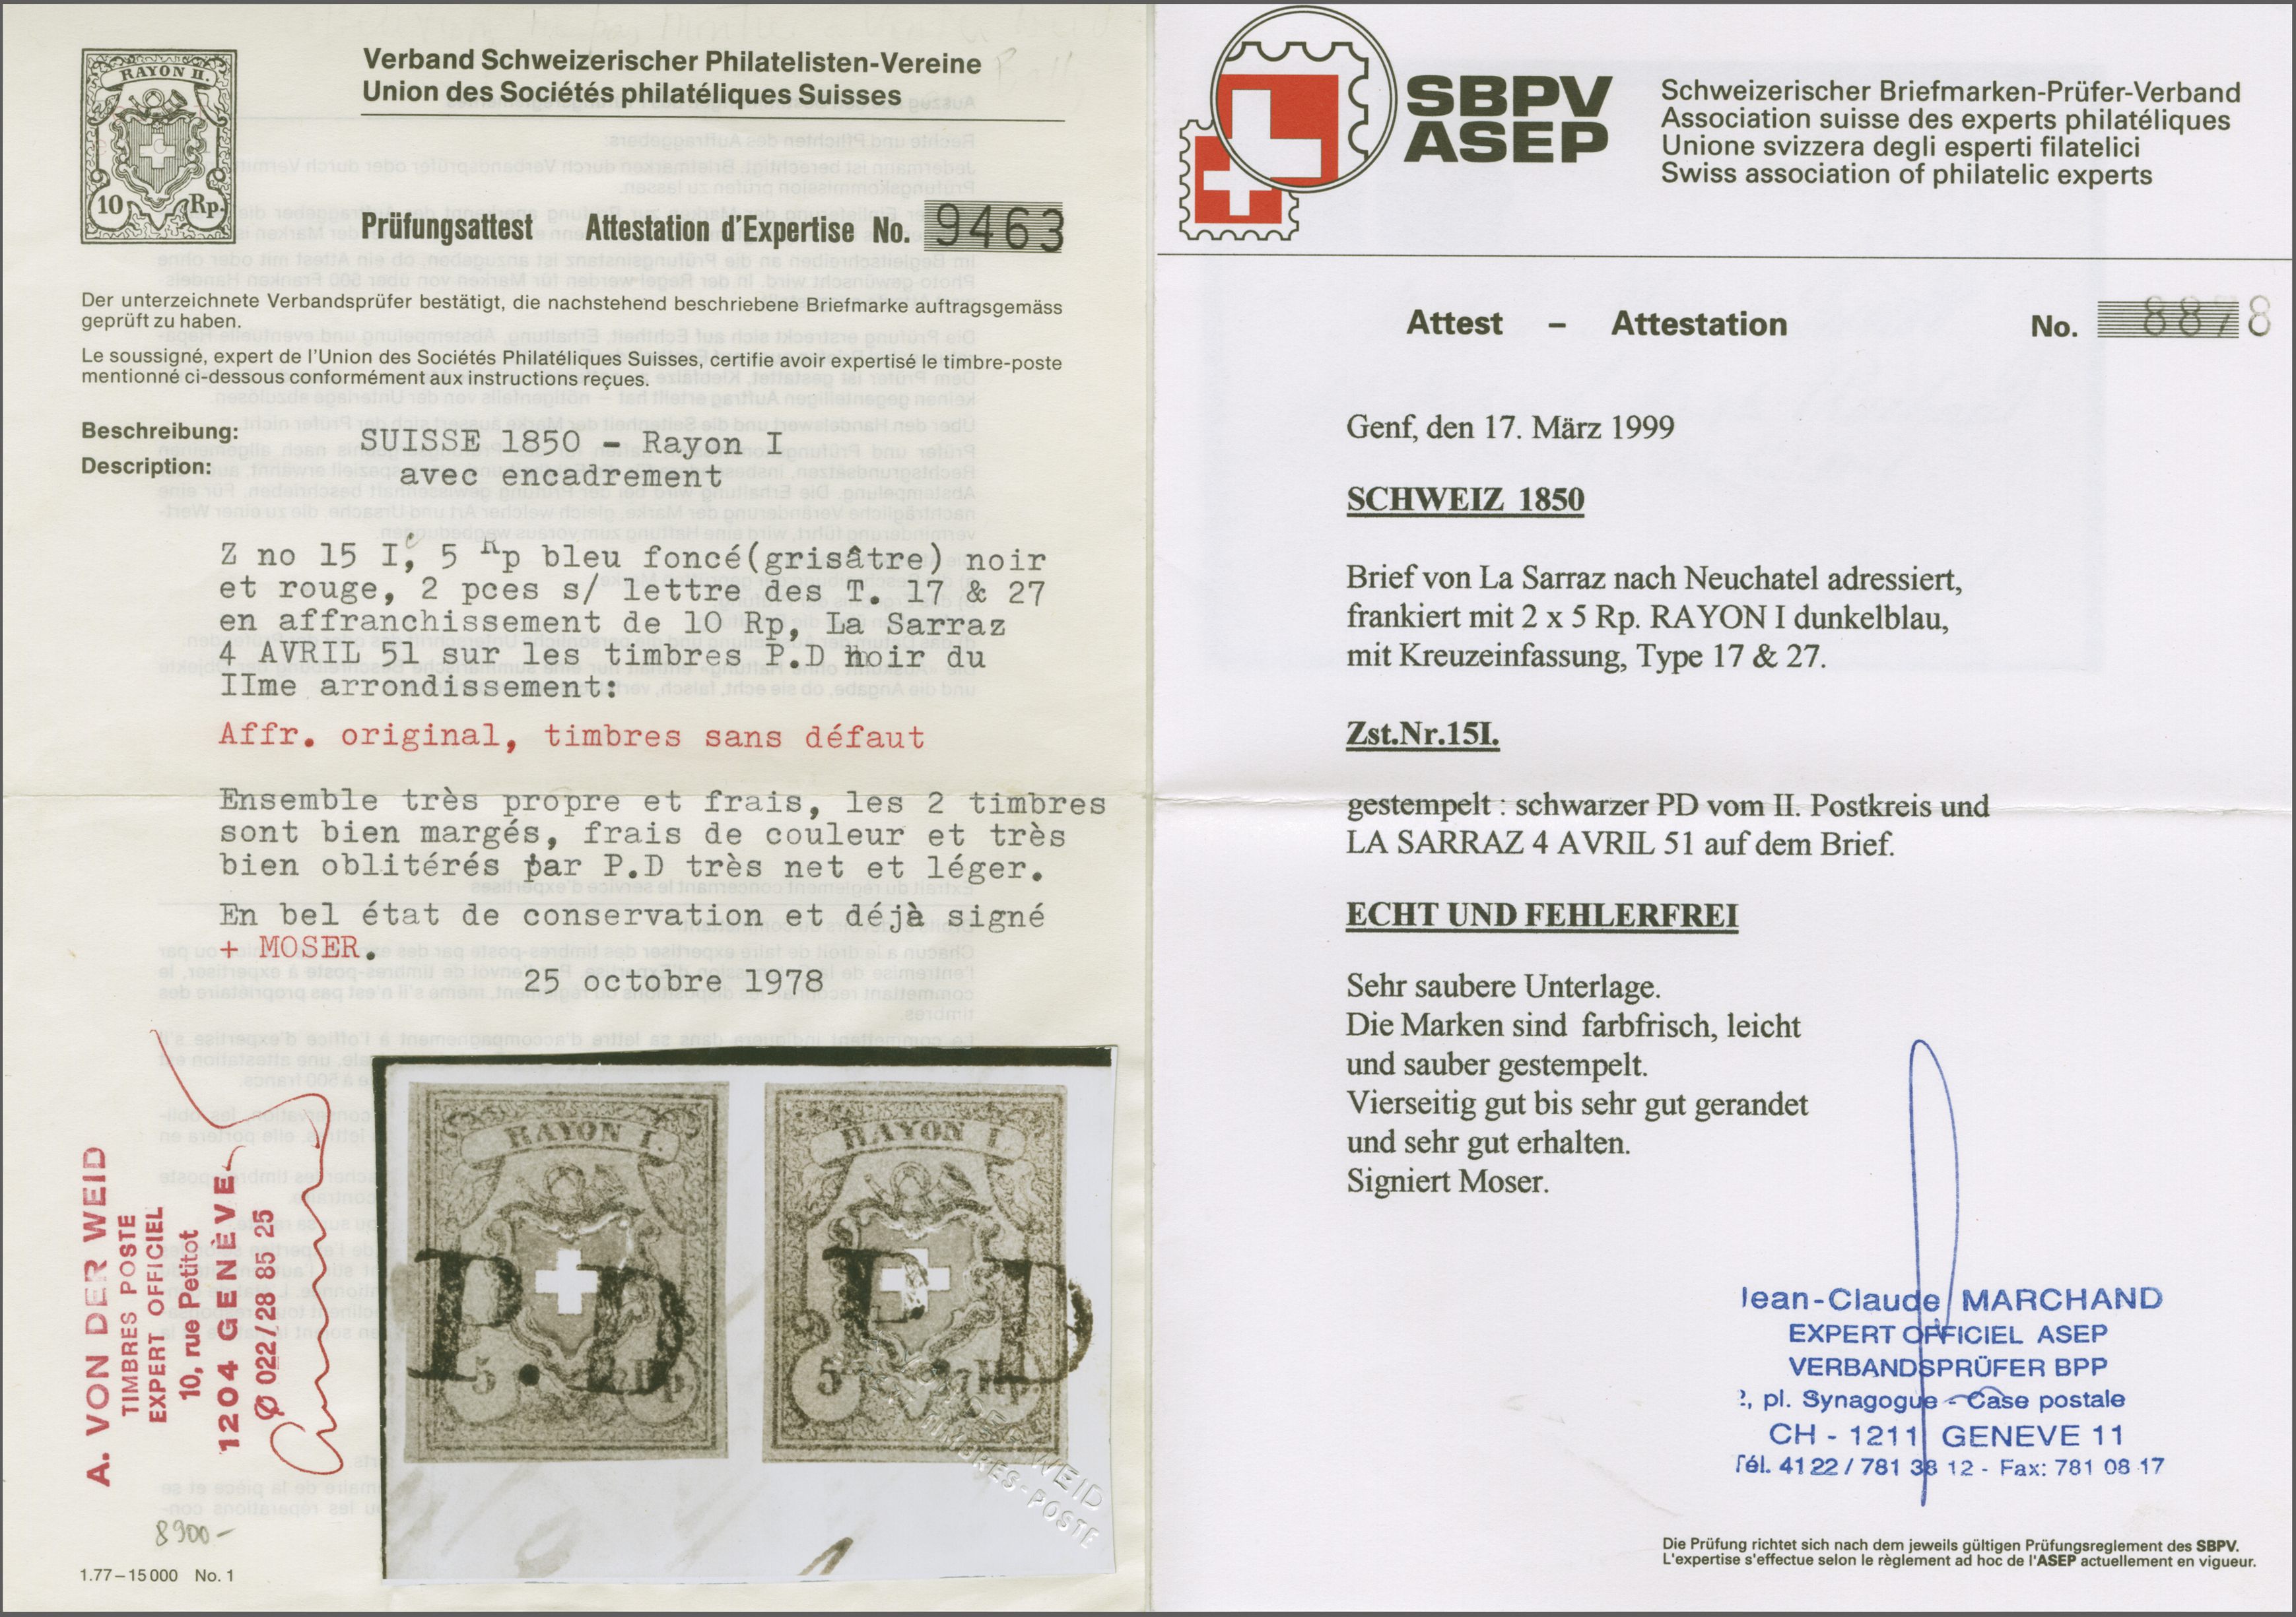 RAYON II.
10 Rp.
Verband Schweizerischer Philatelisten-Vereine
Union des Sociétés philatéliques Suisses
Prüfungsattest Attestation d'Expertise No. 9463
Der unterzeichnete Verbandsprüfer bestätigt, die nachstehend beschriebene Briefmarke auftragsgemäss
geprüft zu haben.
Le soussigné, expert de l'Union des Sociétés Philatéliques Suisses, certifie avoir expertisé le timbre-poste
mentionné ci-dessous conformément aux instructions reçues.
Beschreibung:
Description:
SUISSE 1850 - Rayon I
avec encadrement
Z no 15 I, 5 Rp bleu foncé(grisâtre) noir
et rouge, 2 pces s/ lettre des T. 17 & 27
en affranchissement de 10 Rp, La Sarraz
4 AVRIL 51 sur les timbres P.D noir du
IIme arrondissement:
Affr. original, timbres sans défaut
Ensemble très propre et frais, les 2 timbres
sont bien margés, frais de couleur et très
bien oblitérés par P.D très net et léger.
En bel état de conservation et déjà signé
+ MOSER.
25 octobre 1978
A. VON DER WEID
TIMBRES POSTE
EXPERT OFFICIEL
10, rue Petitot
1204 GENÈVE
Ø 022/28 85 25
RAYON I.
P.D
5 Rp
RAYON I.
P.D
5 Rp
WEID
TIMBRES-POSTE
8900-
1.77–15 000 No. 1
SBPV
ASEP
Schweizerischer Briefmarken-Prüfer-Verband
Association suisse des experts philatéliques
Unione svizzera degli esperti filatelici
Swiss association of philatelic experts
Attest – Attestation No. 8878
Genf, den 17. März 1999
SCHWEIZ 1850
Brief von La Sarraz nach Neuchatel adressiert,
frankiert mit 2 x 5 Rp. RAYON I dunkelblau,
mit Kreuzeinfassung, Type 17 & 27.
Zst.Nr.15I.
gestempelt : schwarzer PD vom II. Postkreis und
LA SARRAZ 4 AVRIL 51 auf dem Brief.
ECHT UND FEHLERFREI
Sehr saubere Unterlage.
Die Marken sind farbfrisch, leicht
und sauber gestempelt.
Vierseitig gut bis sehr gut gerandet
und sehr gut erhalten.
Signiert Moser.
Jean-Claude MARCHAND
EXPERT OFFICIEL ASEP
VERBANDSPRÜFER BPP
, pl. Synagogue - Case postale
CH - 1211 GENEVE 11
Tél. 41 22 / 781 38 12 - Fax: 781 08 17
Die Prüfung richtet sich nach dem jeweils gültigen Prüfungsreglement des SBPV.
L'expertise s'effectue selon le règlement ad hoc de l'ASEP actuellement en vigueur.